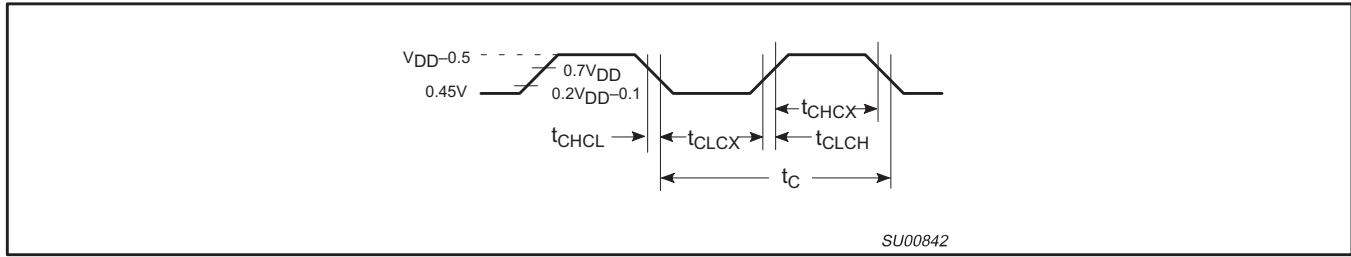 VDD–0.5
0.7VDD
0.45V
0.2VDD–0.1
tCHCX
tCHCL
tCLCX
tCLCH
tC
SU00842